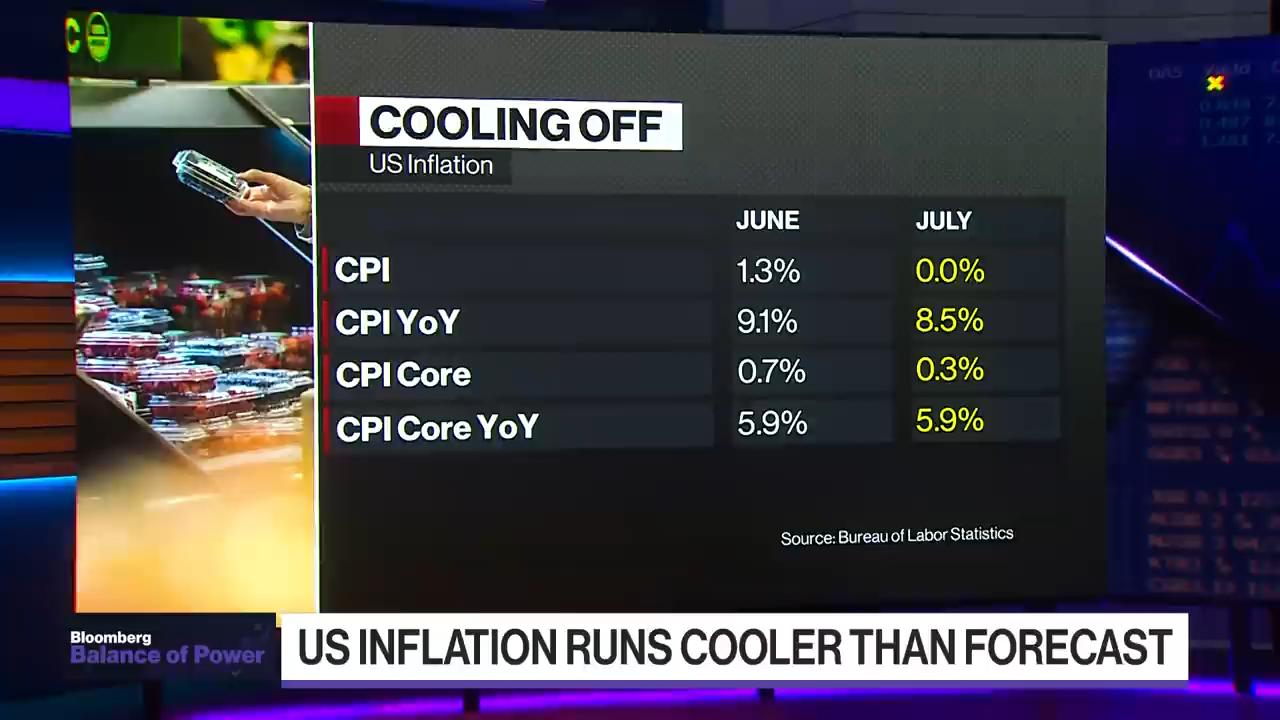 COOLING OFF
US Inflation
JUNE JULY
CPI 1.3% 0.0%
CPI YoY 9.1% 8.5%
CPI Core 0.7% 0.3%
CPI Core YoY 5.9% 5.9%
Source: Bureau of Labor Statistics
Bloomberg
Balance of Power
US INFLATION RUNS COOLER THAN FORECAST